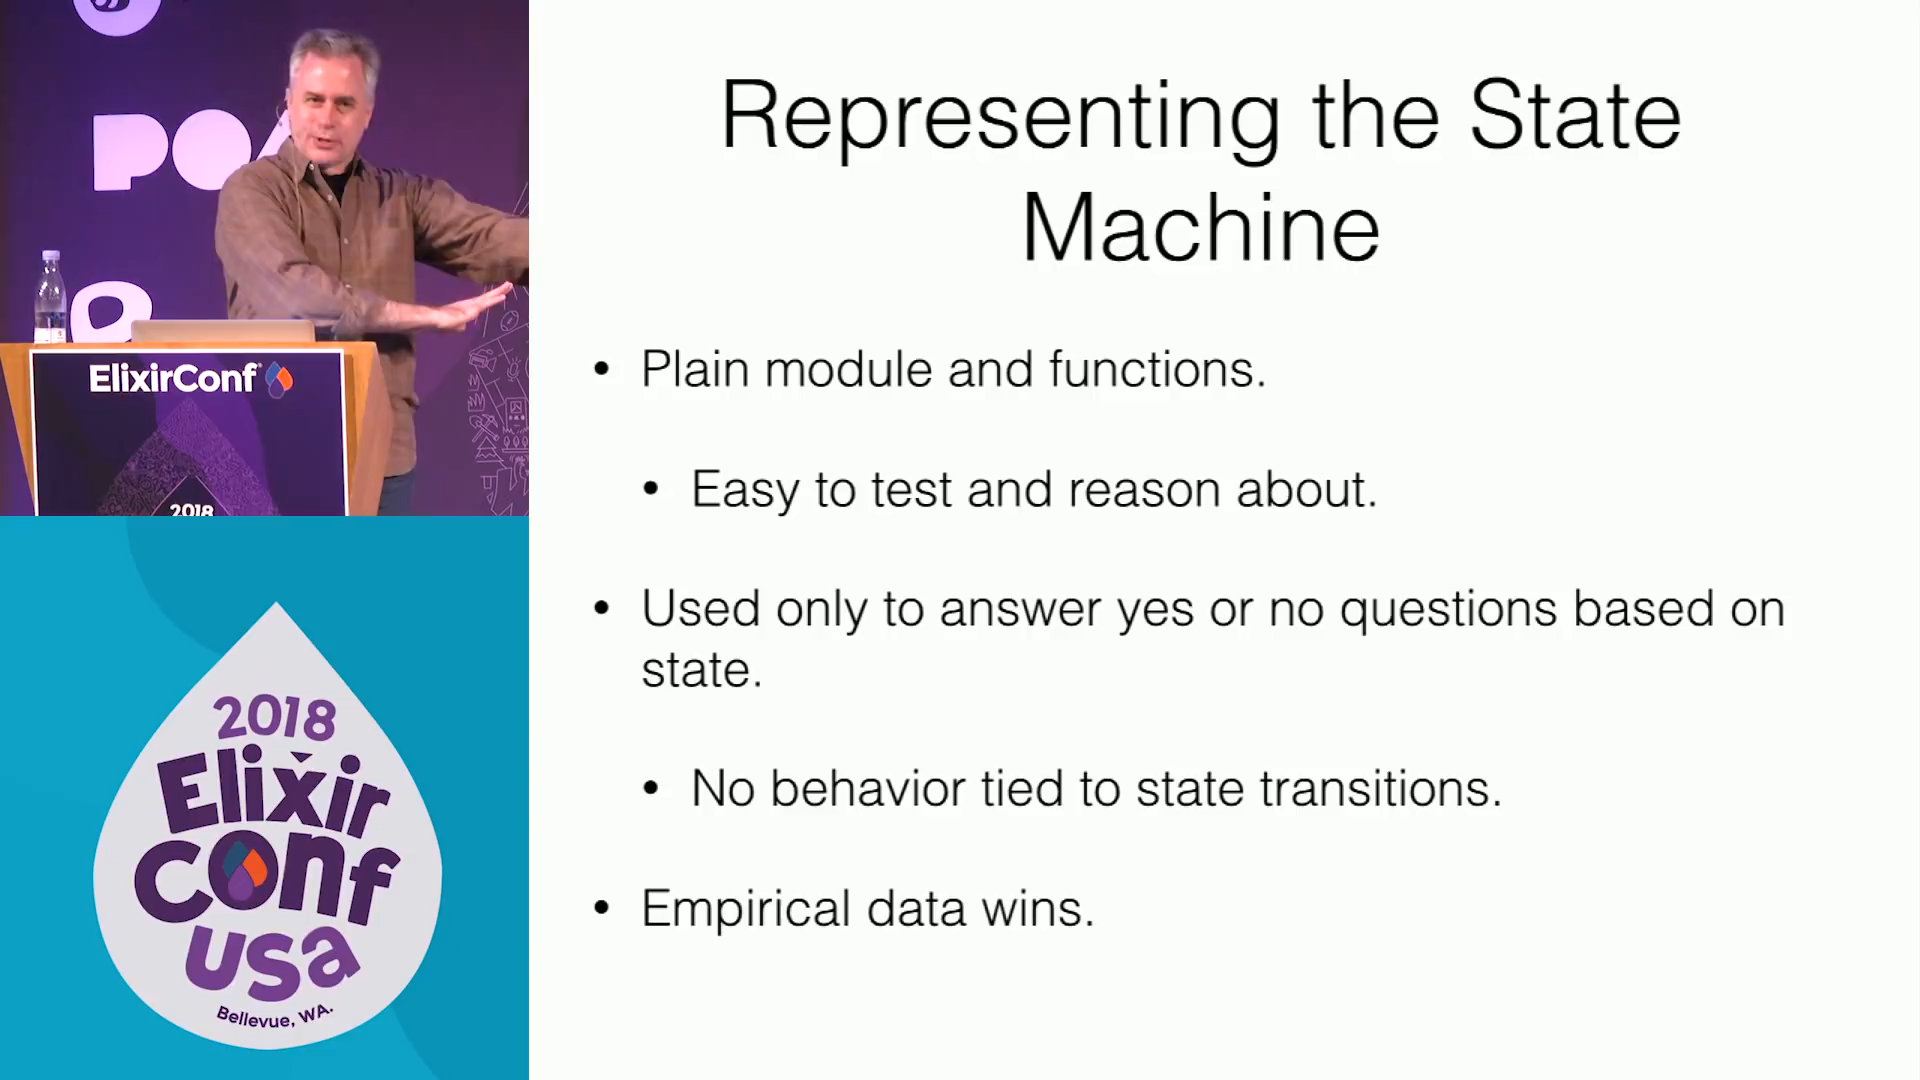 Representing the State
Machine
• Plain module and functions.
• Easy to test and reason about.
• Used only to answer yes or no questions based on
state.
• No behavior tied to state transitions.
• Empirical data wins.
ElixirConf
2018
2018
Elixir
Conf
USA
Bellevue, WA.